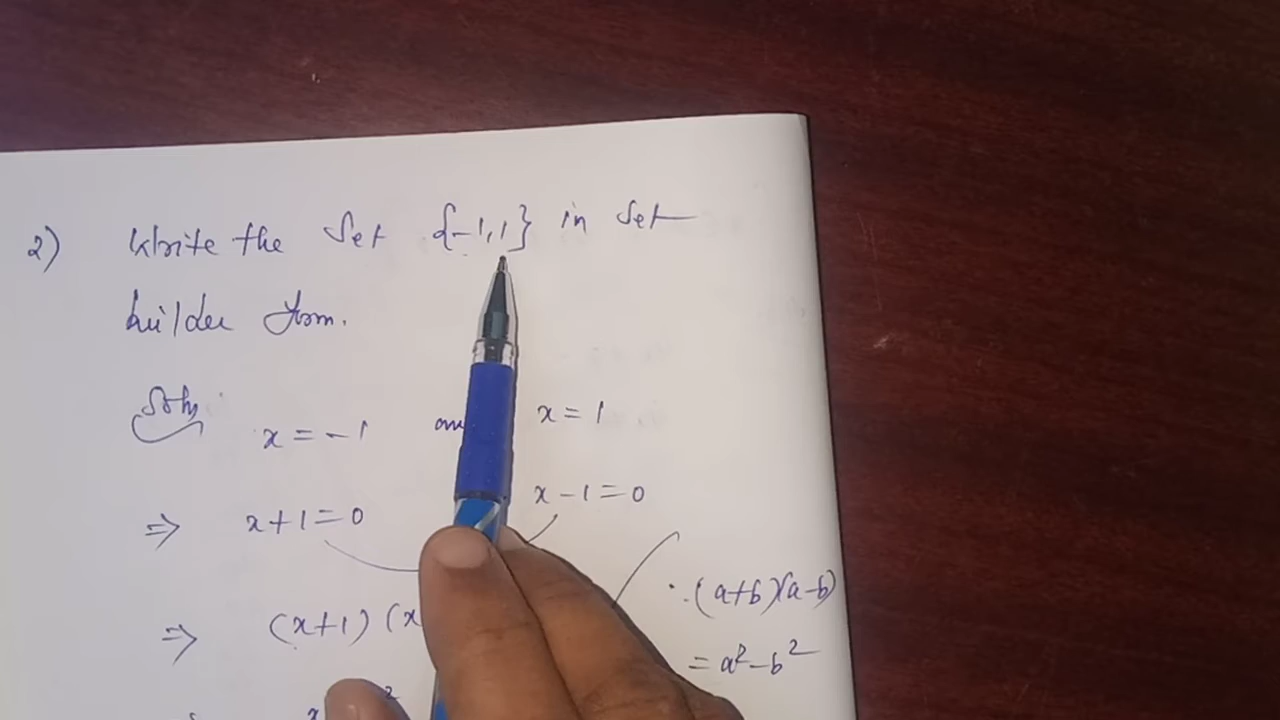 2) Write the Set {-1,1} in Set
builder form.
Soln
x = -1 x = 1
⇒ x+1=0 x-1=0
⇒ (x+1) (x
∵ (a+b)(a-b)
= a²-b²